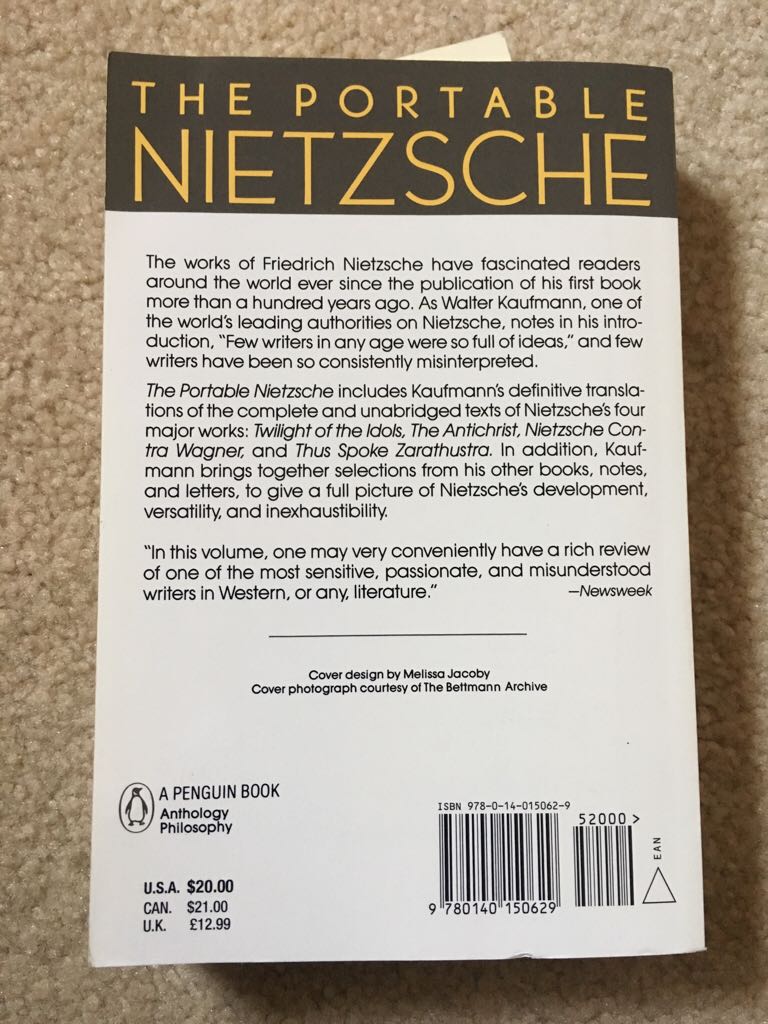 THE PORTABLE
NIETZSCHE
The works of Friedrich Nietzsche have fascinated readers
around the world ever since the publication of his first book
more than a hundred years ago. As Walter Kaufmann, one of
the world's leading authorities on Nietzsche, notes in his intro-
duction, "Few writers in any age were so full of ideas," and few
writers have been so consistently misinterpreted.
The Portable Nietzsche includes Kaufmann's definitive transla-
tions of the complete and unabridged texts of Nietzsche's four
major works: Twilight of the Idols, The Antichrist, Nietzsche Con-
tra Wagner, and Thus Spoke Zarathustra. In addition, Kauf-
mann brings together selections from his other books, notes,
and letters, to give a full picture of Nietzsche's development,
versatility, and inexhaustibility.
"In this volume, one may very conveniently have a rich review
of one of the most sensitive, passionate, and misunderstood
writers in Western, or any, literature." —Newsweek
Cover design by Melissa Jacoby
Cover photograph courtesy of The Bettmann Archive
A PENGUIN BOOK
Anthology
Philosophy
U.S.A. $20.00
CAN. $21.00
U.K. £12.99
ISBN 978-0-14-015062-9
52000 >
9 780140 150629
EAN